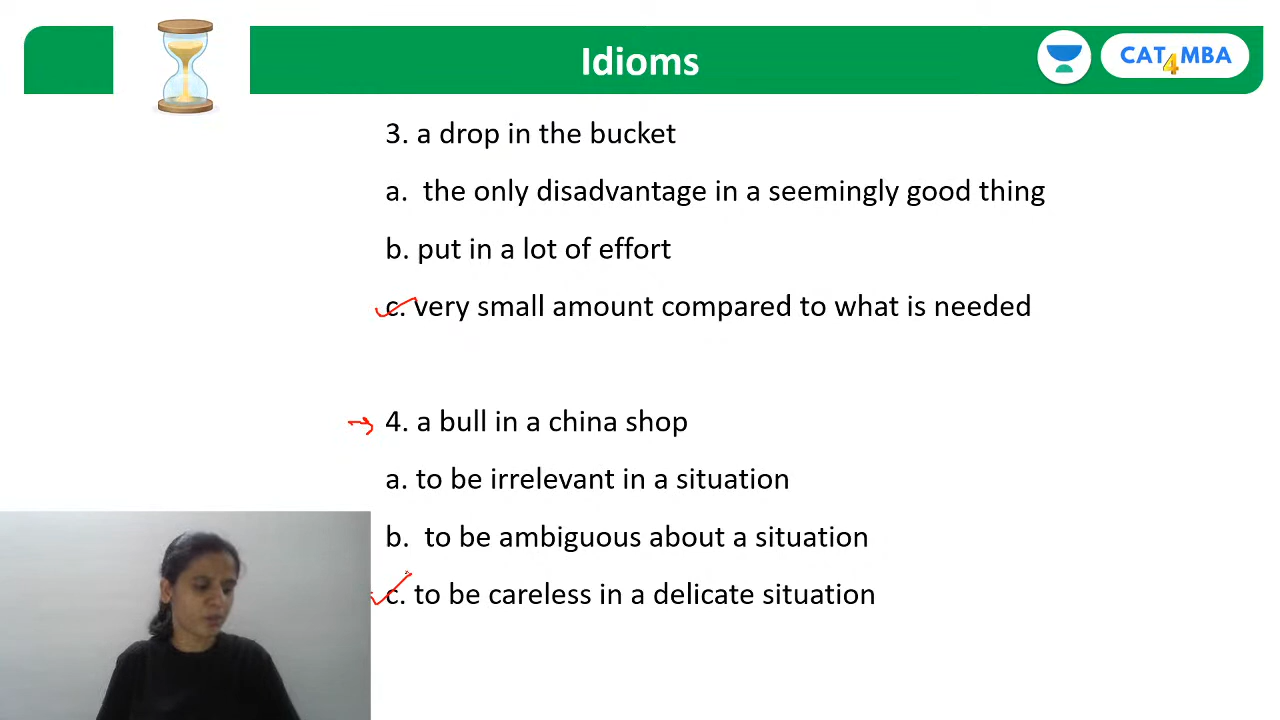 Idioms
CAT4MBA
3. a drop in the bucket
a. the only disadvantage in a seemingly good thing
b. put in a lot of effort
c. very small amount compared to what is needed
4. a bull in a china shop
a. to be irrelevant in a situation
b. to be ambiguous about a situation
c. to be careless in a delicate situation